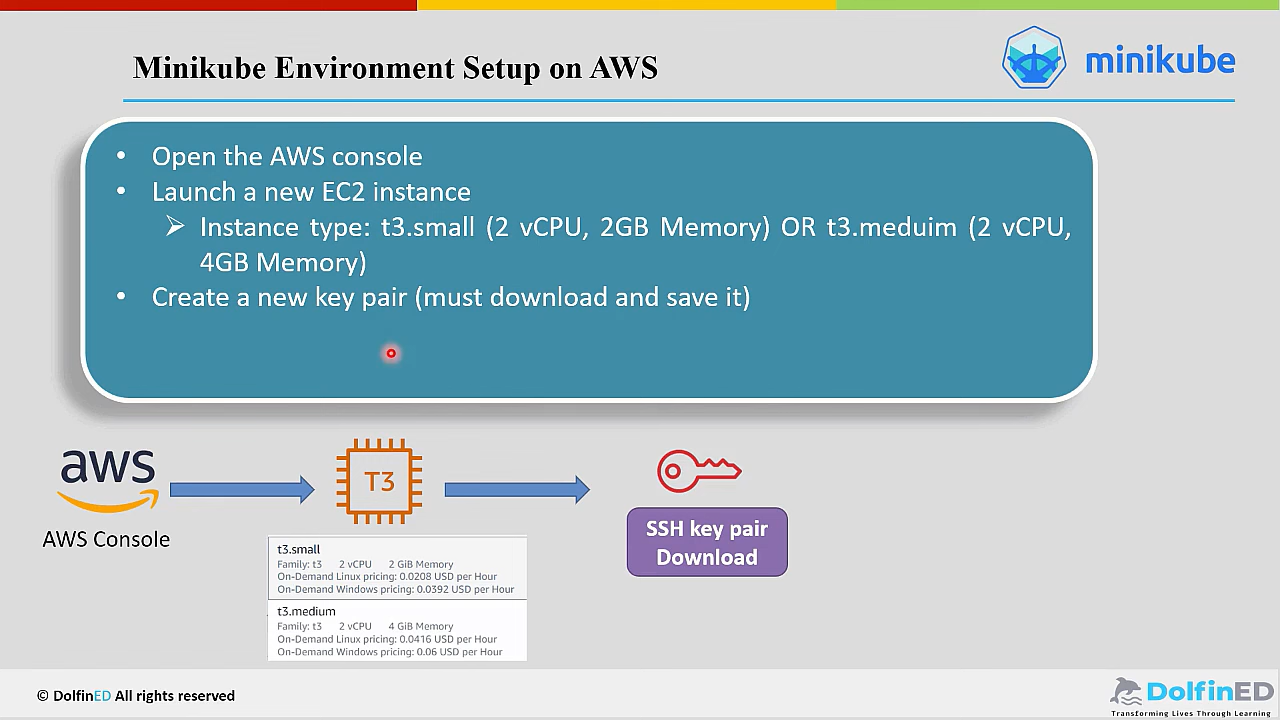 Minikube Environment Setup on AWS
minikube
• Open the AWS console
• Launch a new EC2 instance
➢ Instance type: t3.small (2 vCPU, 2GB Memory) OR t3.meduim (2 vCPU,
4GB Memory)
• Create a new key pair (must download and save it)
aws
AWS Console
T3
t3.small
Family: t3 2 vCPU 2 GiB Memory
On-Demand Linux pricing: 0.0208 USD per Hour
On-Demand Windows pricing: 0.0392 USD per Hour
t3.medium
Family: t3 2 vCPU 4 GiB Memory
On-Demand Linux pricing: 0.0416 USD per Hour
On-Demand Windows pricing: 0.06 USD per Hour
SSH key pair
Download
© DolfinED All rights reserved
DolfinED
Transforming Lives Through Learning